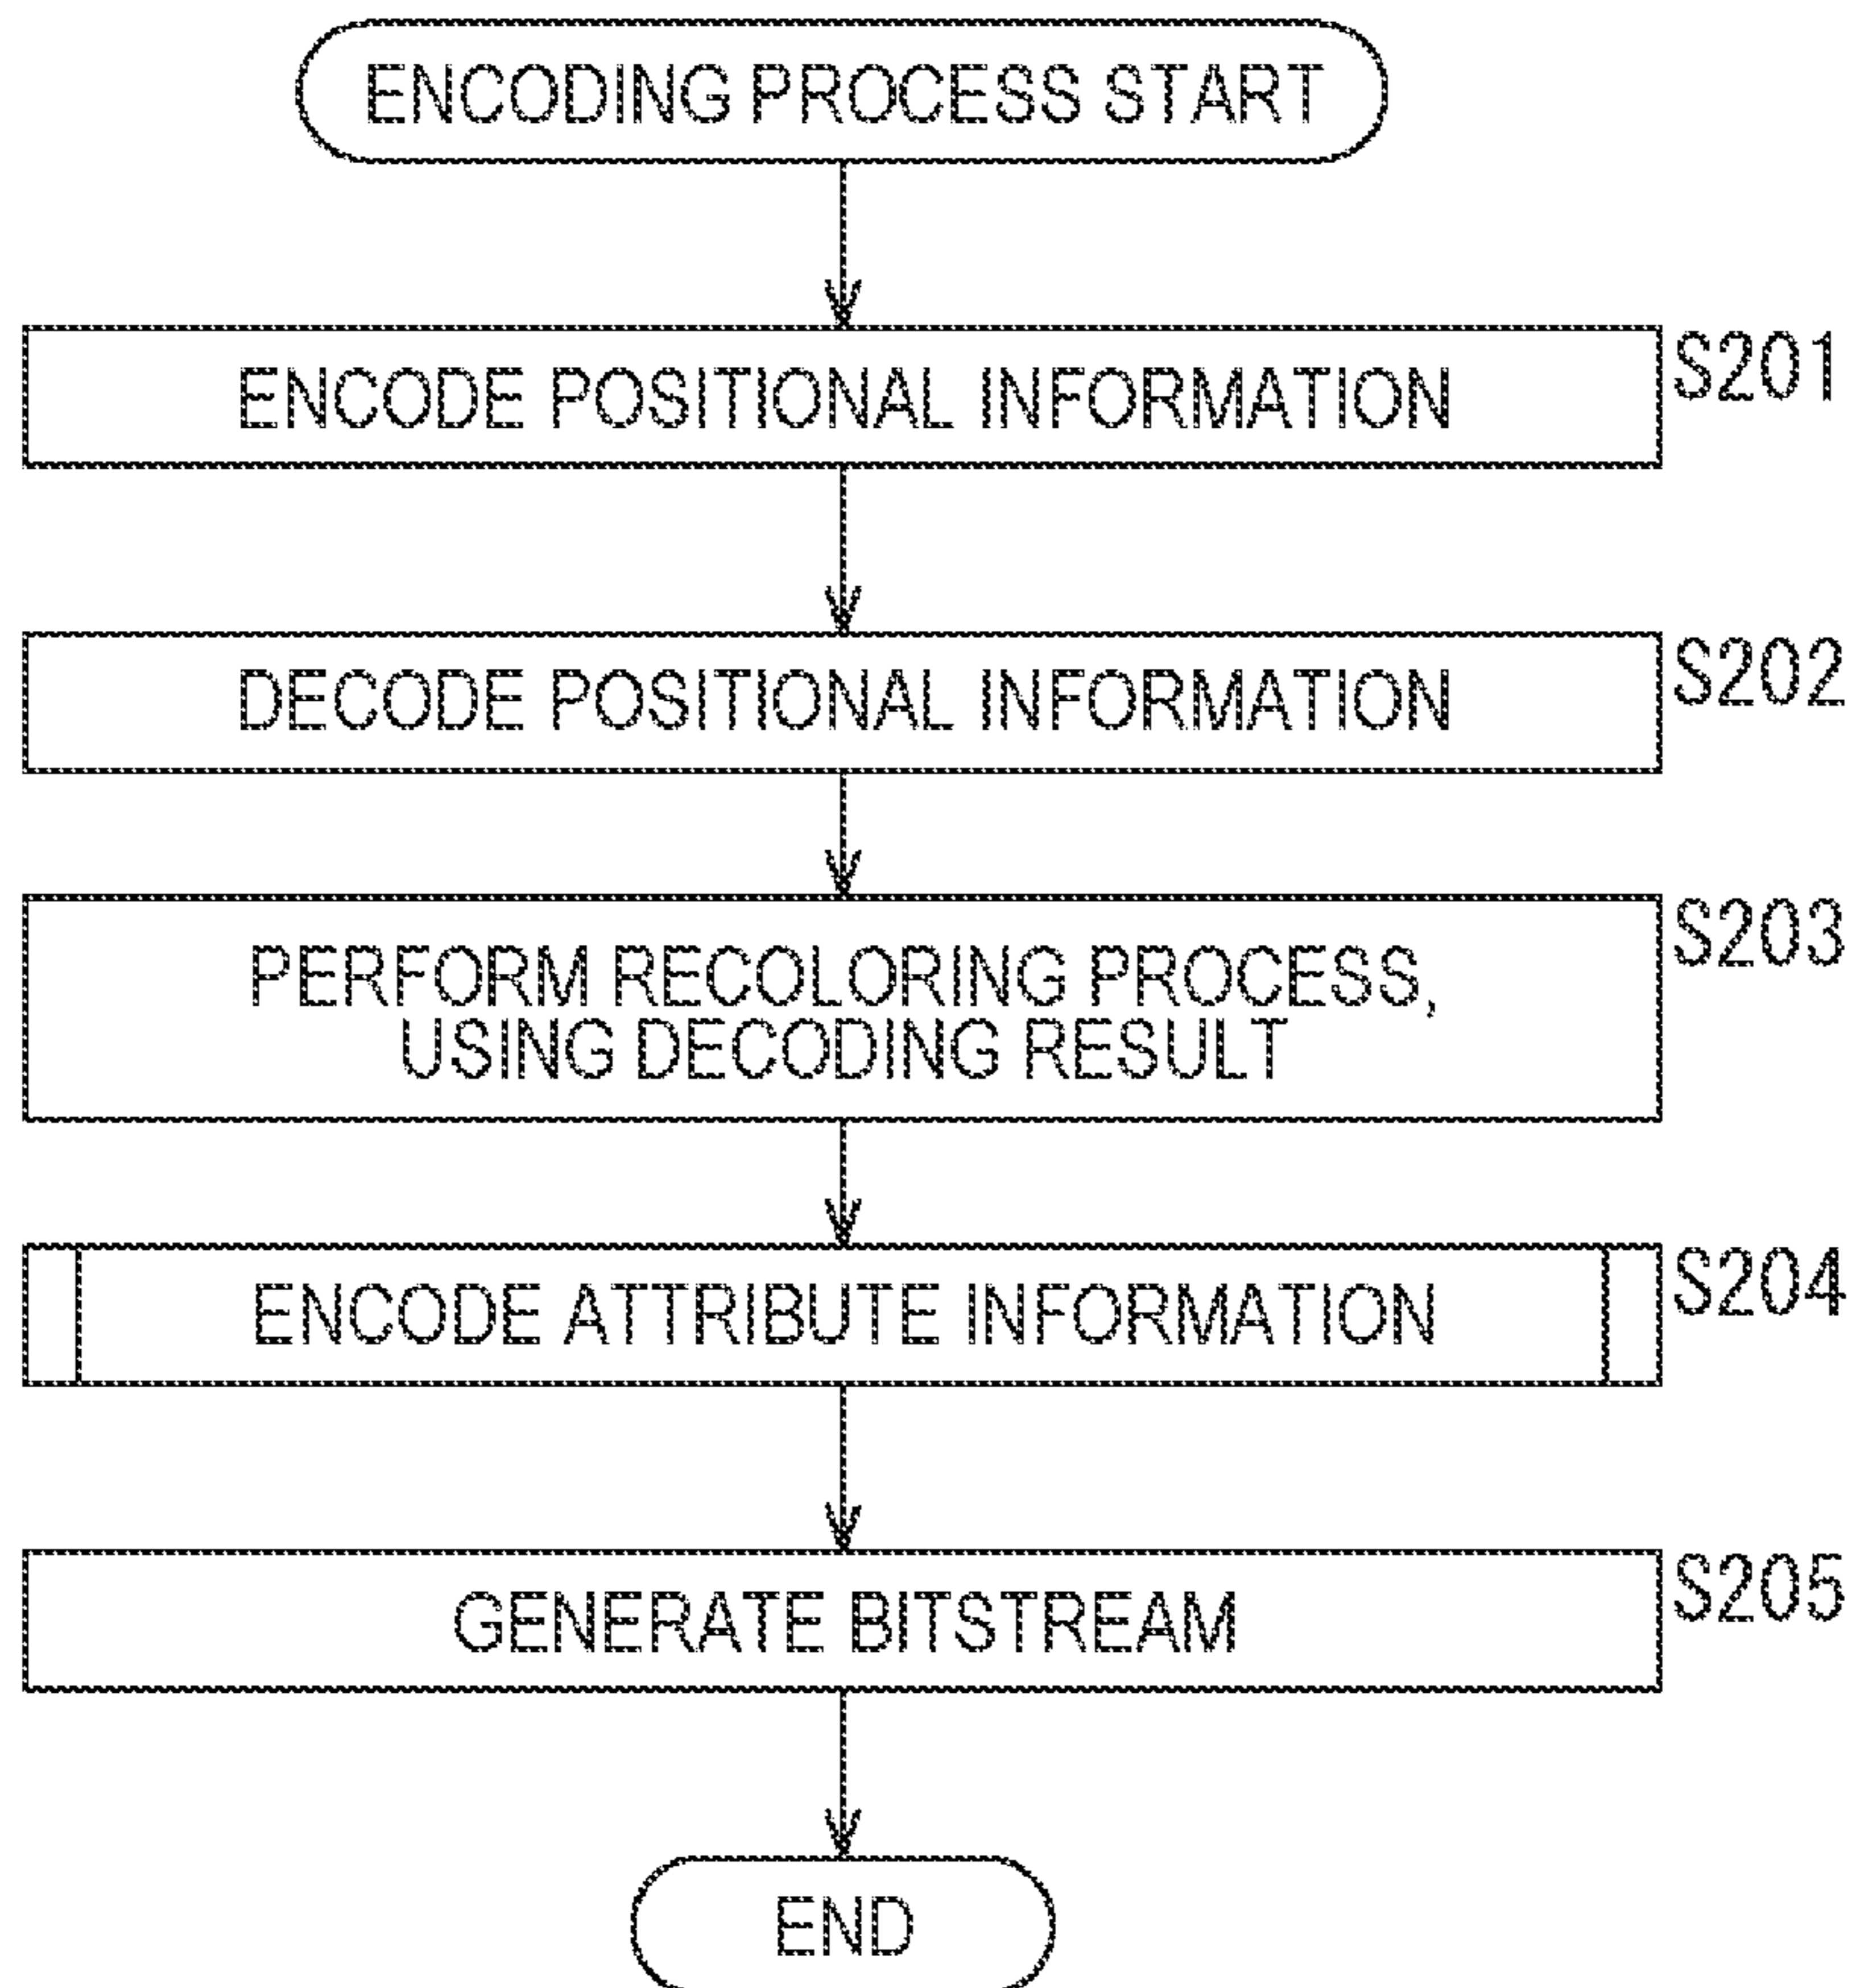 ENCODING PROCESS START
ENCODE POSITIONAL INFORMATION
S201
DECODE POSITIONAL INFORMATION
S202
PERFORM RECOLORING PROCESS,
USING DECODING RESULT
S203
ENCODE ATTRIBUTE INFORMATION
S204
GENERATE BITSTREAM
S205
END